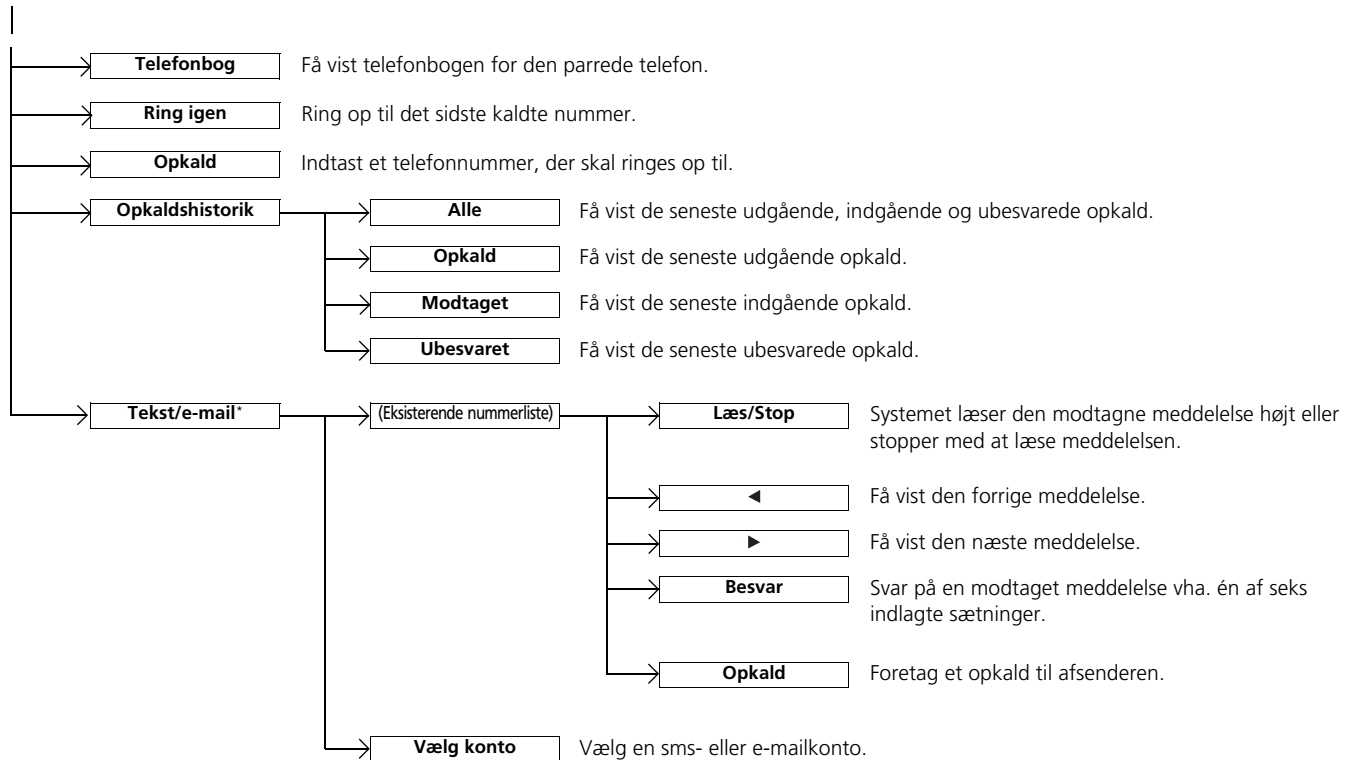 Telefonbog Få vist telefonbogen for den parrede telefon.
Ring igen Ring op til det sidste kaldte nummer.
Opkald Indtast et telefonnummer, der skal ringes op til.
Opkaldshistorik Alle Få vist de seneste udgående, indgående og ubesvarede opkald.
Opkald Få vist de seneste udgående opkald.
Modtaget Få vist de seneste indgående opkald.
Ubesvaret Få vist de seneste ubesvarede opkald.
Tekst/e-mail* (Eksisterende nummerliste) Læs/Stop Systemet læser den modtagne meddelelse højt eller
stopper med at læse meddelelsen.
◄ Få vist den forrige meddelelse.
► Få vist den næste meddelelse.
Besvar Svar på en modtaget meddelelse vha. én af seks
indlagte sætninger.
Opkald Foretag et opkald til afsenderen.
Vælg konto Vælg en sms- eller e-mailkonto.